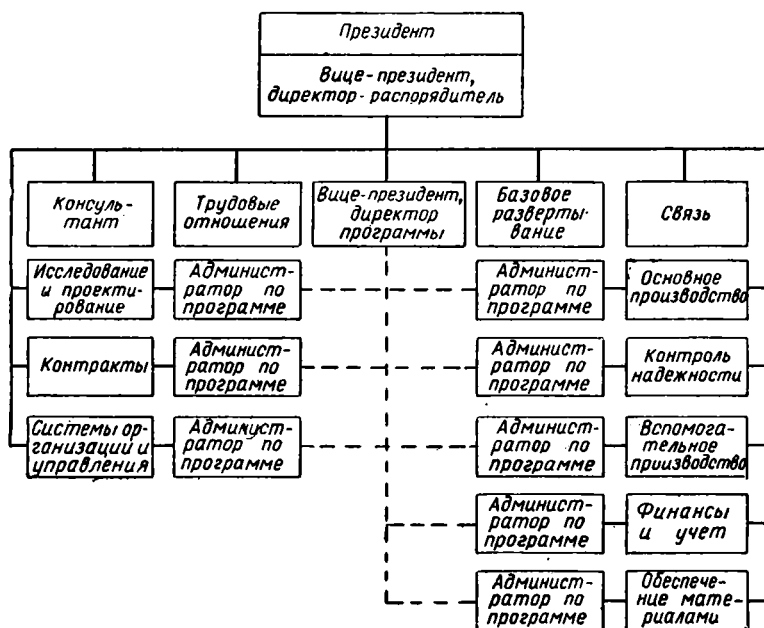 Президент
Вице-президент,
директор-распорядитель
Консуль-
тант
Трудовые
отношения
Вице-президент,
директор
программы
Базовое
разверты-
вание
Связь
Исследование
и проекти-
рование
Админист-
ратор по
программе
Админист-
ратор по
программе
Основное
производство
Контракты
Админист-
ратор по
программе
Админист-
ратор по
программе
Контроль
надежности
Системы ор-
ганизаций и
управления
Админист-
ратор по
программе
Админист-
ратор по
программе
Вспомога-
тельное
производство
Админист-
ратор по
программе
Финансы
и учет
Админист-
ратор по
программе
Обеспече-
ние мате-
риалами